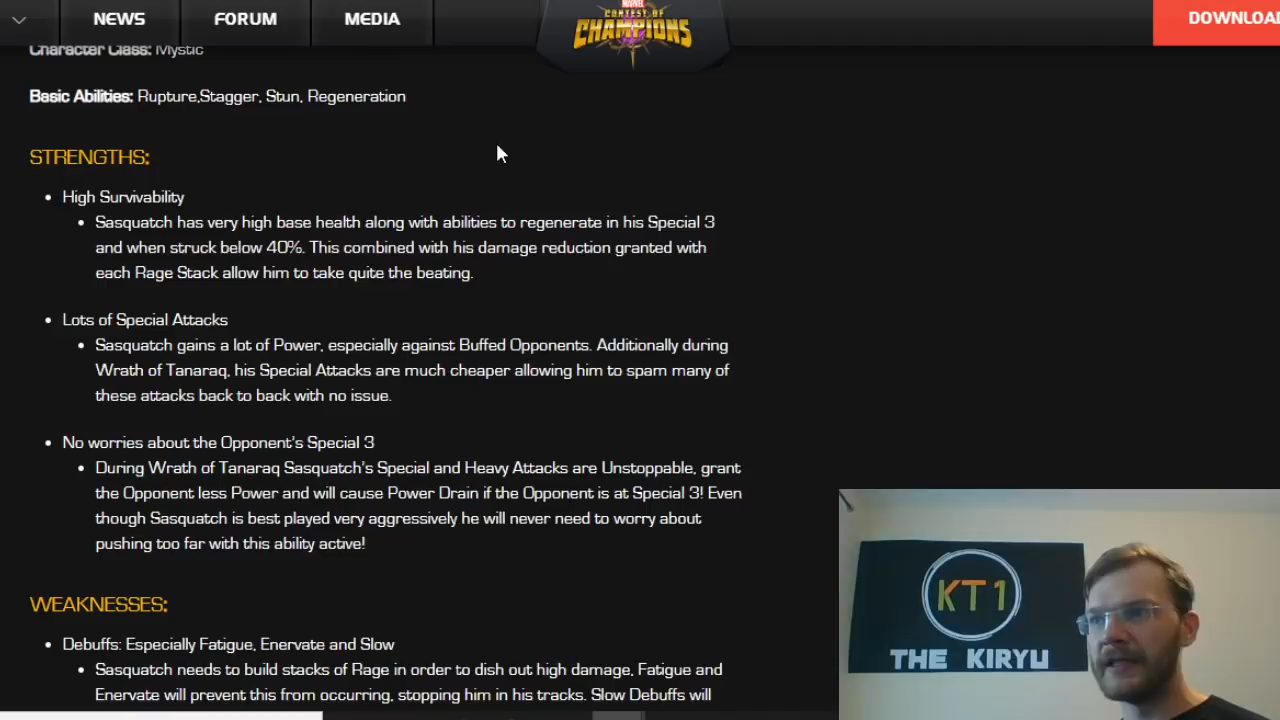 NEWS
FORUM
MEDIA
MARVEL
CONTEST OF
CHAMPIONS
DOWNLOA
Character Class: Mystic
Basic Abilities: Rupture,Stagger, Stun, Regeneration
STRENGTHS:
High Survivability
Sasquatch has very high base health along with abilities to regenerate in his Special 3
and when struck below 40%. This combined with his damage reduction granted with
each Rage Stack allow him to take quite the beating.
Lots of Special Attacks
Sasquatch gains a lot of Power, especially against Buffed Opponents. Additionally during
Wrath of Tanaraq, his Special Attacks are much cheaper allowing him to spam many of
these attacks back to back with no issue.
No worries about the Opponent's Special 3
During Wrath of Tanaraq Sasquatch's Special and Heavy Attacks are Unstoppable, grant
the Opponent less Power and will cause Power Drain if the Opponent is at Special 3! Even
though Sasquatch is best played very aggressively he will never need to worry about
pushing too far with this ability active!
WEAKNESSES:
Debuffs: Especially Fatigue, Enervate and Slow
Sasquatch needs to build stacks of Rage in order to dish out high damage, Fatigue and
Enervate will prevent this from occurring, stopping him in his tracks. Slow Debuffs will
KT1
THE KIRYU